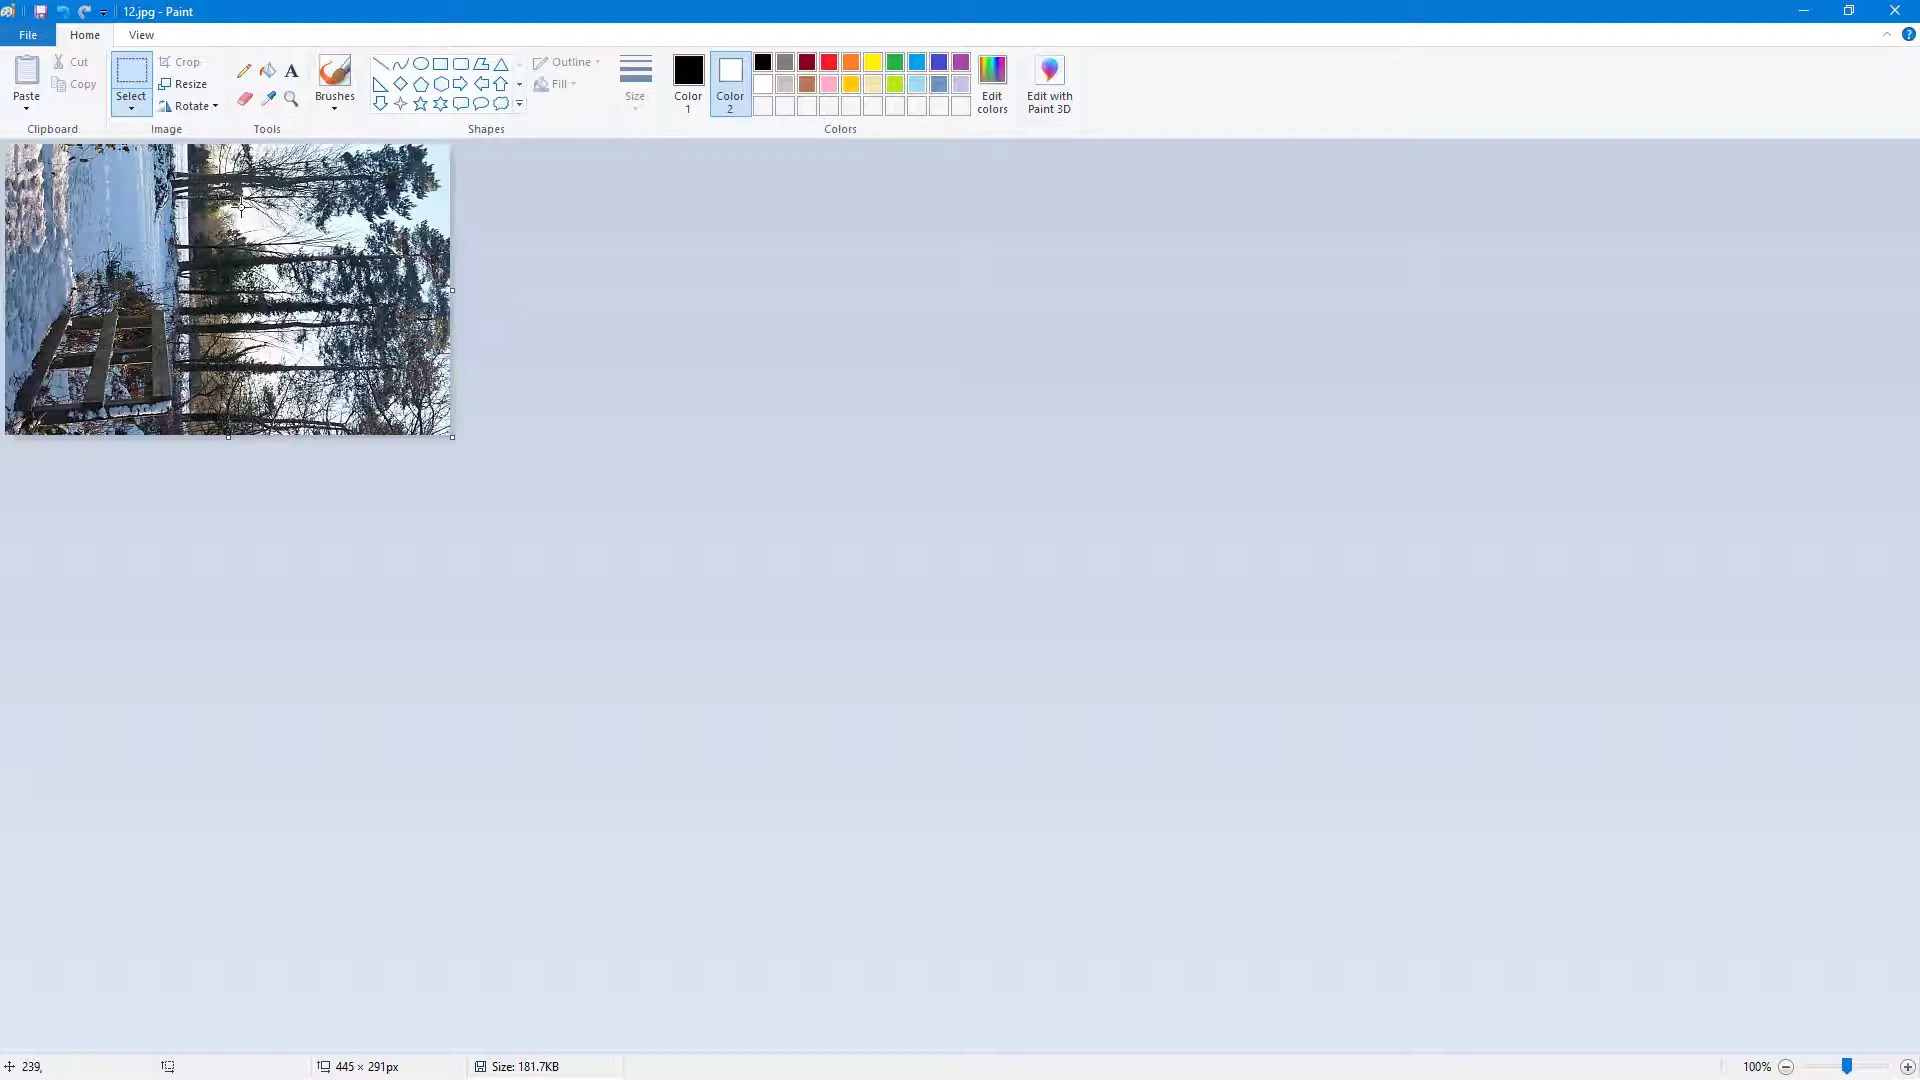 12.jpg - Paint
File Home View
Paste
Cut
Copy
Clipboard
Select
Crop
Resize
Rotate
Image
A
Tools
Brushes
Outline
Fill
Shapes
Size
Color 1
Color 2
Edit colors
Colors
Edit with Paint 3D
239,
445 × 291px
Size: 181.7KB
100%